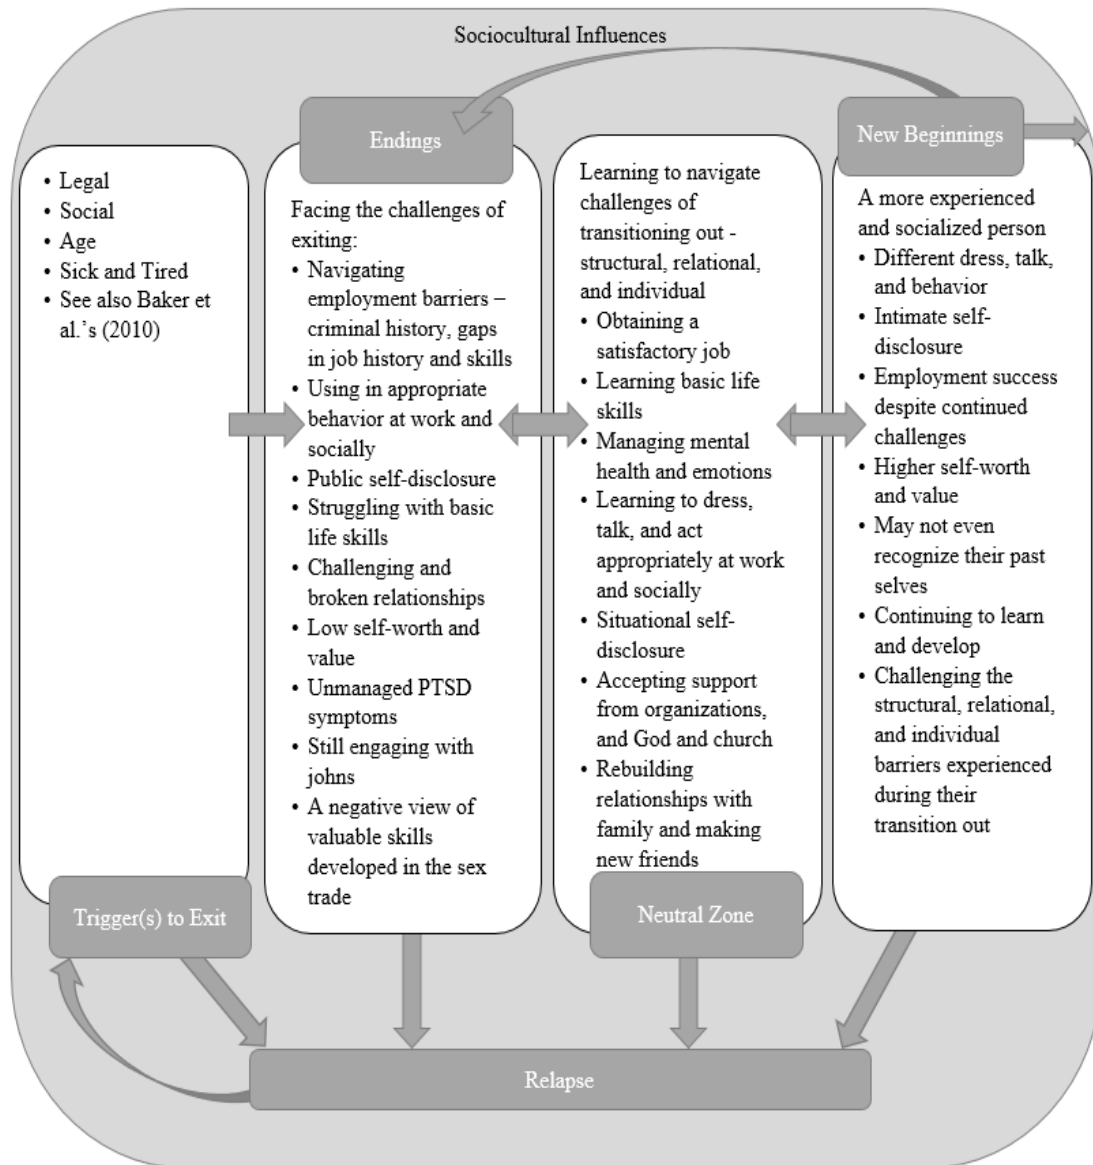 Sociocultural Influences
• Legal
• Social
• Age
• Sick and Tired
• See also Baker et
al.’s (2010)
Trigger(s) to Exit
Endings
Facing the challenges of
exiting:
• Navigating
employment barriers –
criminal history, gaps
in job history and skills
• Using in appropriate
behavior at work and
socially
• Public self-disclosure
• Struggling with basic
life skills
• Challenging and
broken relationships
• Low self-worth and
value
• Unmanaged PTSD
symptoms
• Still engaging with
johns
• A negative view of
valuable skills
developed in the sex
trade
Learning to navigate
challenges of
transitioning out -
structural, relational,
and individual
• Obtaining a
satisfactory job
• Learning basic life
skills
• Managing mental
health and emotions
• Learning to dress,
talk, and act
appropriately at work
and socially
• Situational self-
disclosure
• Accepting support
from organizations,
and God and church
• Rebuilding
relationships with
family and making
new friends
Neutral Zone
New Beginnings
A more experienced
and socialized person
• Different dress, talk,
and behavior
• Intimate self-
disclosure
• Employment success
despite continued
challenges
• Higher self-worth
and value
• May not even
recognize their past
selves
• Continuing to learn
and develop
• Challenging the
structural, relational,
and individual
barriers experienced
during their
transition out
Relapse